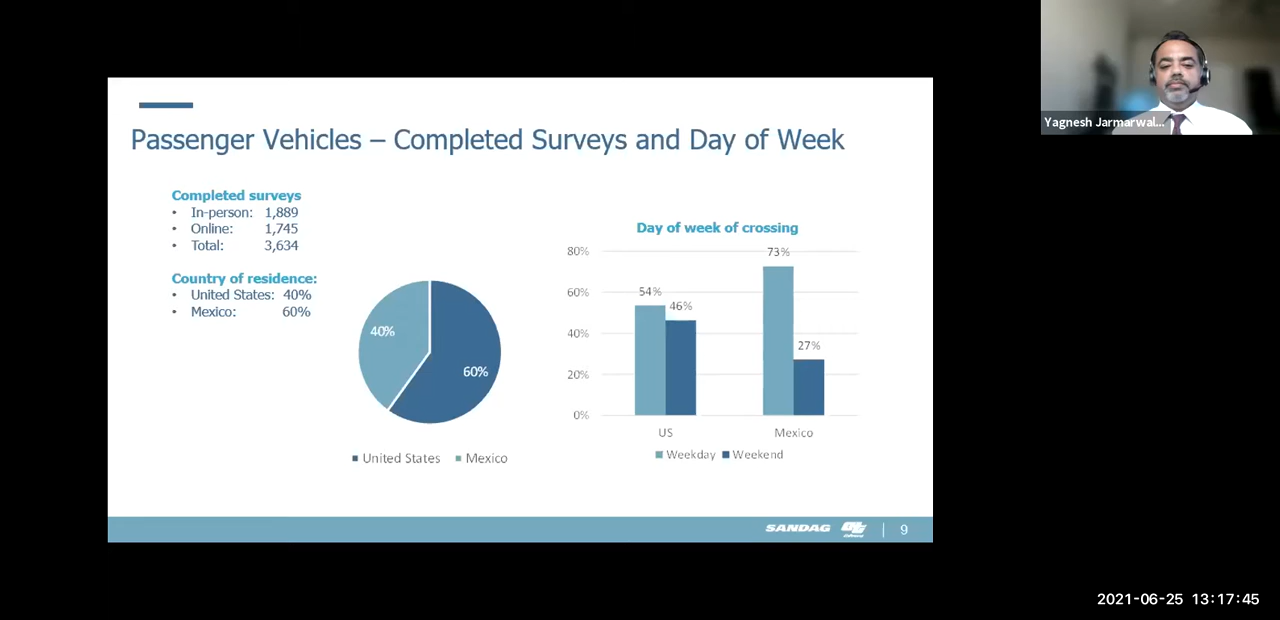 Yagnesh Jarmarwal...
Passenger Vehicles – Completed Surveys and Day of Week
Completed surveys
• In-person: 1,889
• Online: 1,745
• Total: 3,634
Country of residence:
• United States: 40%
• Mexico: 60%
40%
60%
United States Mexico
Day of week of crossing
80%
60%
40%
20%
0%
54%
46%
73%
27%
US Mexico
Weekday Weekend
SANDAG
9
2021-06-25 13:17:45